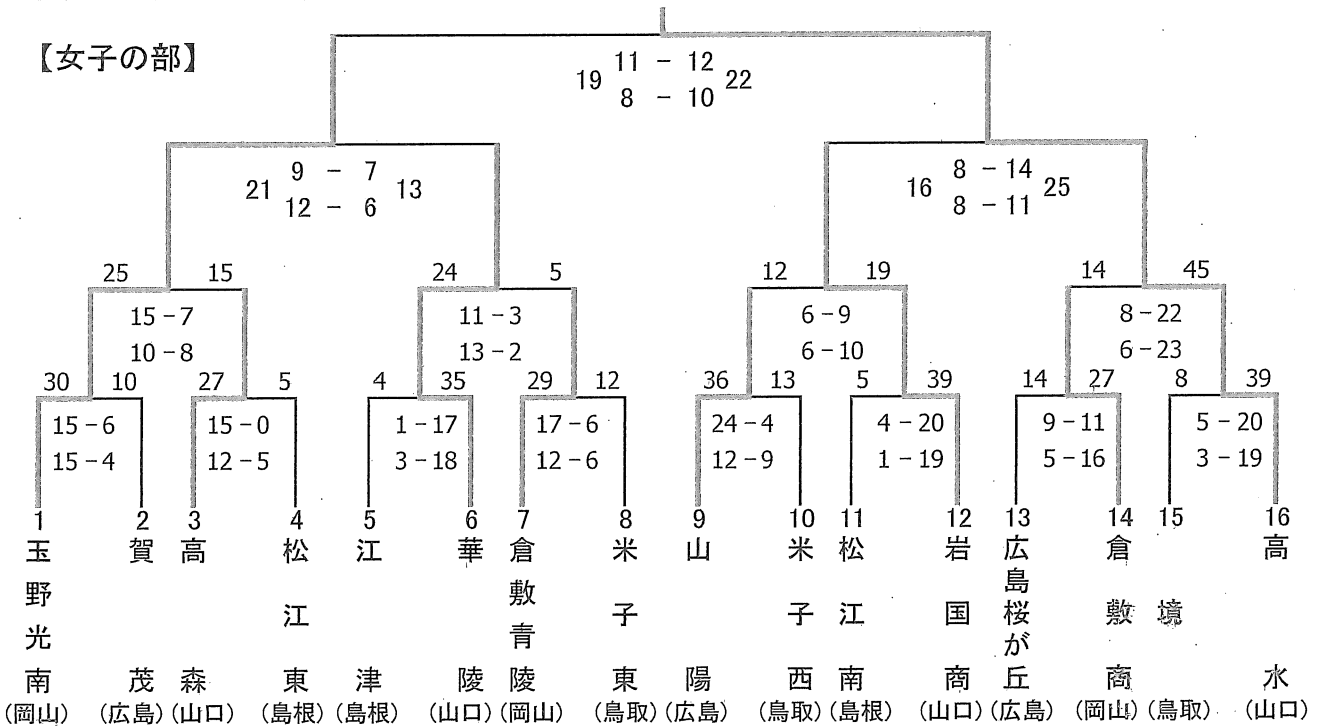 【女子の部】
11 － 12
19 22
8 － 10
9 － 7
21 13
12 － 6
8 － 14
16 25
8 － 11
25 15 24 5 12 19 14 45
15－7 11－3 6－9 8－22
10－8 13－2 6－10 6－23
30 10 27 5 4 35 29 12 36 13 5 39 14 27 8 39
15－6 15－0 1－17 17－6 24－4 4－20 9－11 5－20
15－4 12－5 3－18 12－6 12－9 1－19 5－16 3－19
1 2 3 4 5 6 7 8 9 10 11 12 13 14 15 16
玉野光南
賀茂
高森
松江東
江津
華陵
倉敷青陵
米子東
山陽
米子西
松江南
岩国商
広島桜が丘
倉敷商
境
高水
(岡山) (広島) (山口) (島根) (島根) (山口) (岡山) (鳥取) (広島) (鳥取) (島根) (山口) (広島) (岡山) (鳥取) (山口)